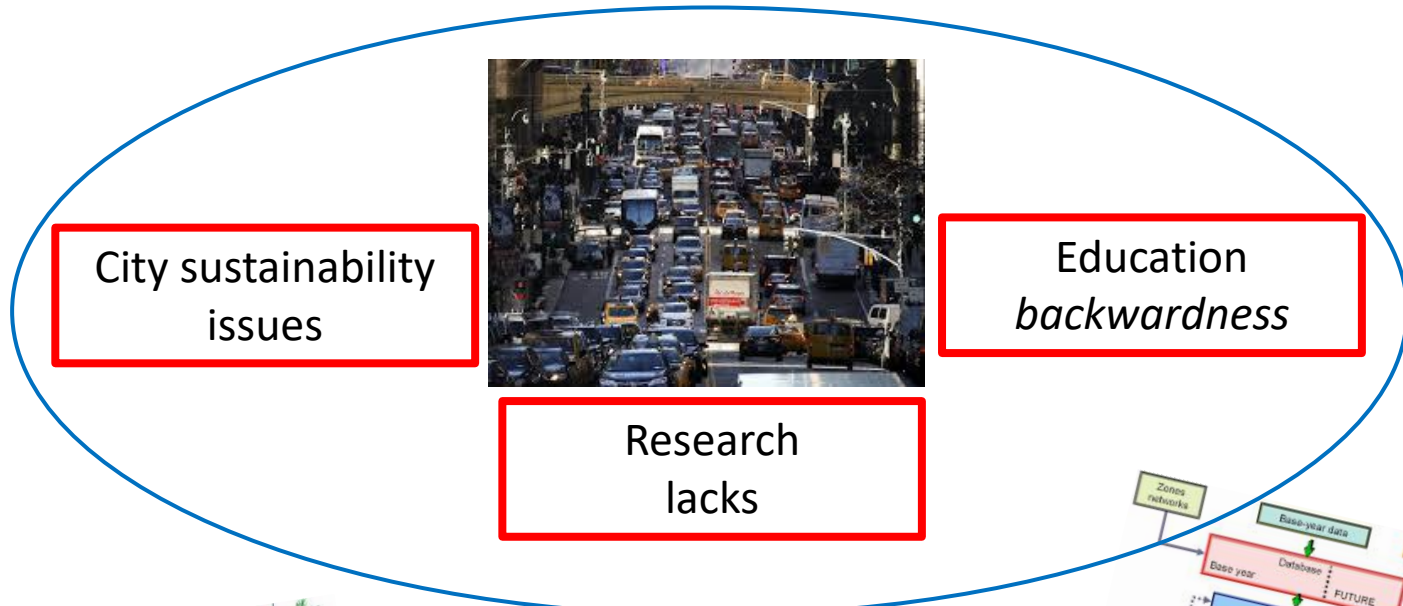 City sustainability
issues
Education
backwardness
Research
lacks
Zones
networks
Base-year data
Base year
Database
FUTURE